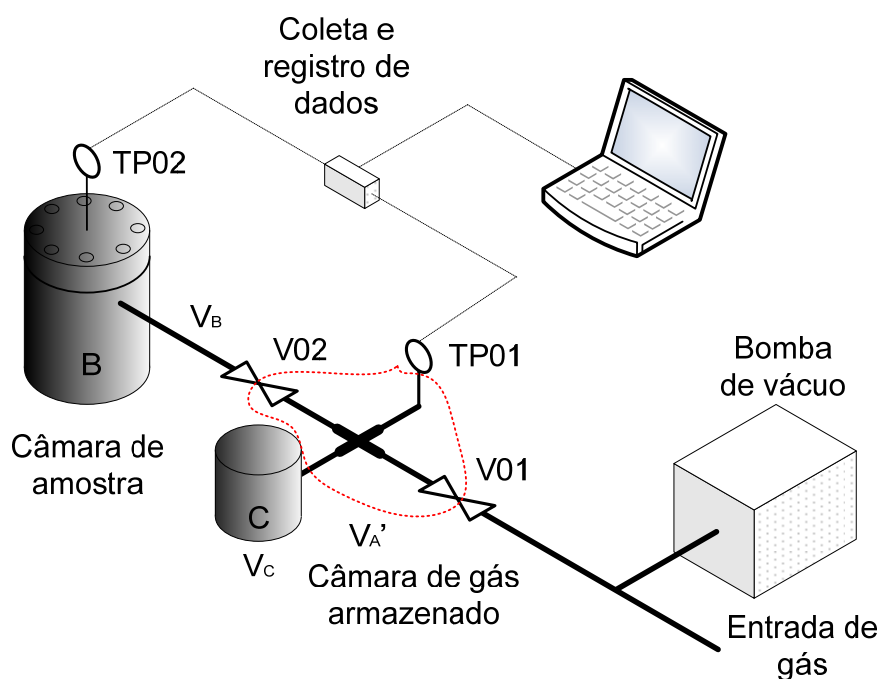 Coleta e
registro de
dados
TP02
VB
V02
TP01
B
Bomba
de vácuo
Câmara de
amostra
V01
C
VC
VA'
Câmara de gás
armazenado
Entrada de
gás